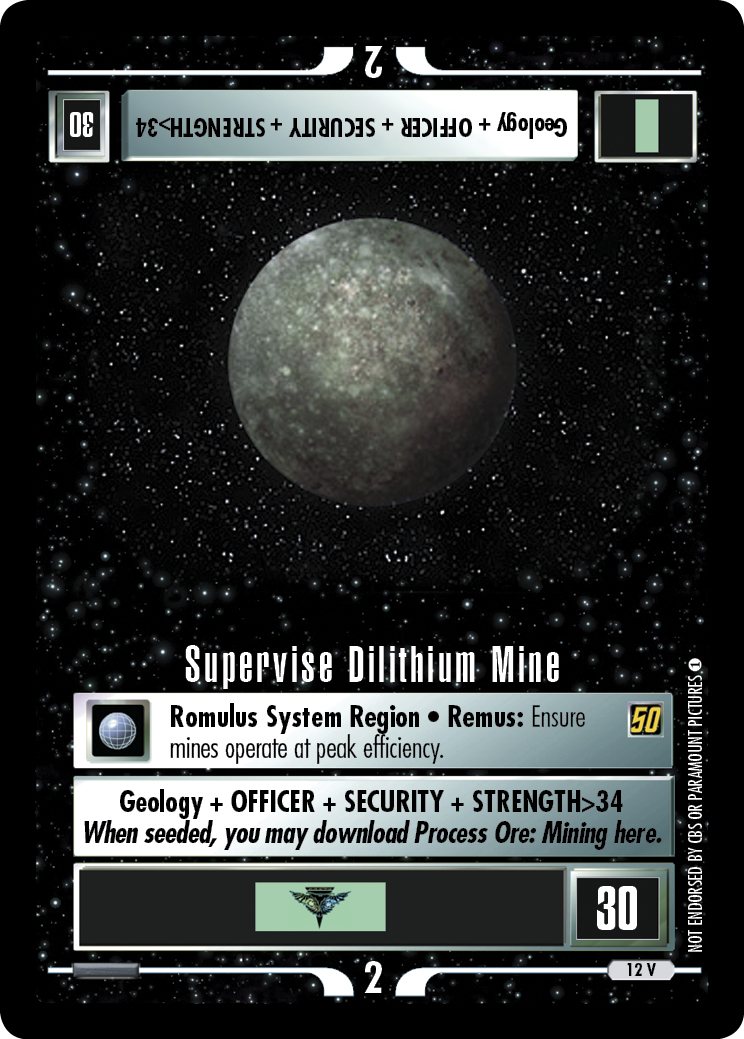 2
30
Geology + OFFICER + SECURITY + STRENGTH>34
Supervise Dilithium Mine
Romulus System Region • Remus: Ensure
mines operate at peak efficiency.
50
Geology + OFFICER + SECURITY + STRENGTH>34
When seeded, you may download Process Ore: Mining here.
30
2
12 V
NOT ENDORSED BY CBS OR PARAMOUNT PICTURES 1